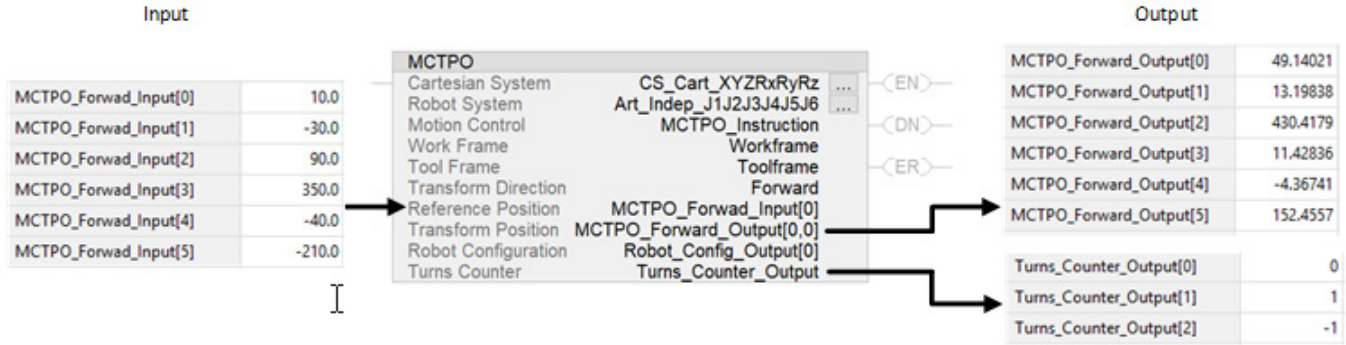 Input
Output
MCTPO_Forwad_Input[0] 10.0
MCTPO_Forwad_Input[1] -30.0
MCTPO_Forwad_Input[2] 90.0
MCTPO_Forwad_Input[3] 350.0
MCTPO_Forwad_Input[4] -40.0
MCTPO_Forwad_Input[5] -210.0
MCTPO
Cartesian System CS_Cart_XYZRxRyRz ... (EN)
Robot System Art_Indep_J1J2J3J4J5J6 ...
Motion Control MCTPO_Instruction (DN)
Work Frame Workframe
Tool Frame Toolframe (ER)
Transform Direction Forward
Reference Position MCTPO_Forwad_Input[0]
Transform Position MCTPO_Forward_Output[0,0]
Robot Configuration Robot_Config_Output[0]
Turns Counter Turns_Counter_Output
MCTPO_Forward_Output[0] 49.14021
MCTPO_Forward_Output[1] 13.19838
MCTPO_Forward_Output[2] 430.4179
MCTPO_Forward_Output[3] 11.42836
MCTPO_Forward_Output[4] -4.36741
MCTPO_Forward_Output[5] 152.4557
Turns_Counter_Output[0] 0
Turns_Counter_Output[1] 1
Turns_Counter_Output[2] -1